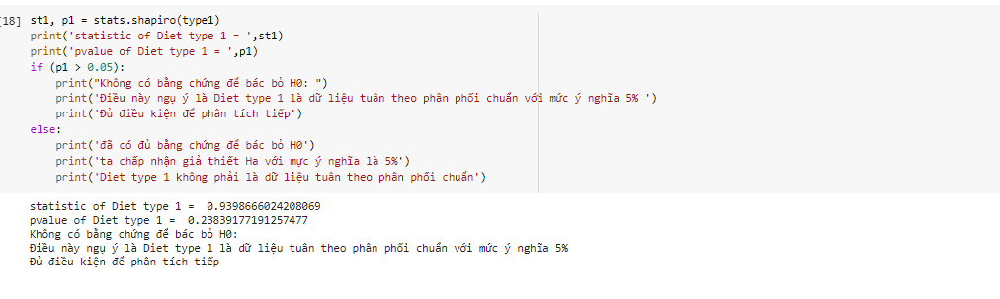 [18] st1, p1 = stats.shapiro(type1)
print('statistic of Diet type 1 = ',st1)
print('pvalue of Diet type 1 = ',p1)
if (p1 > 0.05):
    print("Không có bằng chứng để bác bỏ H0: ")
    print('Điều này ngụ ý là Diet type 1 là dữ liệu tuân theo phân phối chuẩn với mức ý nghĩa 5% ')
    print('Đủ điều kiện để phân tích tiếp')
else:
    print('đã có đủ bằng chứng để bác bỏ H0')
    print('ta chấp nhận giả thiết Ha với mực ý nghĩa là 5%')
    print('Diet type 1 không phải là dữ liệu tuân theo phân phối chuẩn')
statistic of Diet type 1 =  0.9398666024208069
pvalue of Diet type 1 =  0.23839177191257477
Không có bằng chứng để bác bỏ H0:
Điều này ngụ ý là Diet type 1 là dữ liệu tuân theo phân phối chuẩn với mức ý nghĩa 5%
Đủ điều kiện để phân tích tiếp